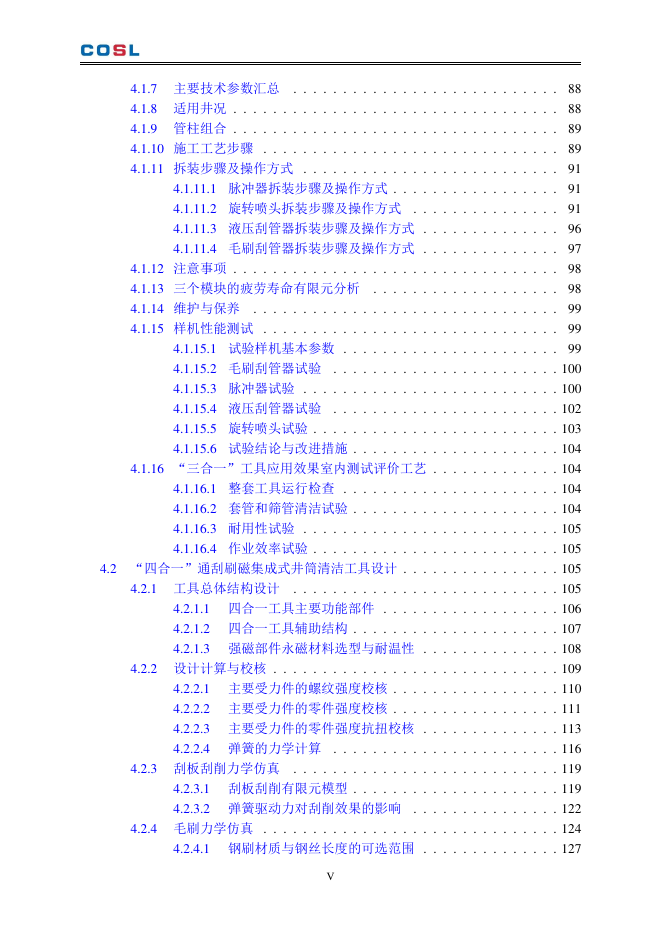 COSL
4.1.7 主要技术参数汇总 . . . . . . . . . . . . . . . . . . . . . . . . . . . 88
4.1.8 适用井况 . . . . . . . . . . . . . . . . . . . . . . . . . . . . . . . . . 88
4.1.9 管柱组合 . . . . . . . . . . . . . . . . . . . . . . . . . . . . . . . . . 89
4.1.10 施工工艺步骤 . . . . . . . . . . . . . . . . . . . . . . . . . . . . . . 89
4.1.11 拆装步骤及操作方式 . . . . . . . . . . . . . . . . . . . . . . . . . . 91
4.1.11.1 脉冲器拆装步骤及操作方式 . . . . . . . . . . . . . . . . . 91
4.1.11.2 旋转喷头拆装步骤及操作方式 . . . . . . . . . . . . . . . 91
4.1.11.3 液压刮管器拆装步骤及操作方式 . . . . . . . . . . . . . . 96
4.1.11.4 毛刷刮管器拆装步骤及操作方式 . . . . . . . . . . . . . . 97
4.1.12 注意事项 . . . . . . . . . . . . . . . . . . . . . . . . . . . . . . . . . 98
4.1.13 三个模块的疲劳寿命有限元分析 . . . . . . . . . . . . . . . . . . . 98
4.1.14 维护与保养 . . . . . . . . . . . . . . . . . . . . . . . . . . . . . . . 99
4.1.15 样机性能测试 . . . . . . . . . . . . . . . . . . . . . . . . . . . . . . 99
4.1.15.1 试验样机基本参数 . . . . . . . . . . . . . . . . . . . . . . 99
4.1.15.2 毛刷刮管器试验 . . . . . . . . . . . . . . . . . . . . . . . 100
4.1.15.3 脉冲器试验 . . . . . . . . . . . . . . . . . . . . . . . . . . 100
4.1.15.4 液压刮管器试验 . . . . . . . . . . . . . . . . . . . . . . . 102
4.1.15.5 旋转喷头试验 . . . . . . . . . . . . . . . . . . . . . . . . . 103
4.1.15.6 试验结论与改进措施 . . . . . . . . . . . . . . . . . . . . . 104
4.1.16 “三合一”工具应用效果室内测试评价工艺 . . . . . . . . . . . . . 104
4.1.16.1 整套工具运行检查 . . . . . . . . . . . . . . . . . . . . . . 104
4.1.16.2 套管和筛管清洁试验 . . . . . . . . . . . . . . . . . . . . . 104
4.1.16.3 耐用性试验 . . . . . . . . . . . . . . . . . . . . . . . . . . 105
4.1.16.4 作业效率试验 . . . . . . . . . . . . . . . . . . . . . . . . . 105
4.2 “四合一”通刮刷磁集成式井筒清洁工具设计 . . . . . . . . . . . . . . . . 105
4.2.1 工具总体结构设计 . . . . . . . . . . . . . . . . . . . . . . . . . . . 105
4.2.1.1 四合一工具主要功能部件 . . . . . . . . . . . . . . . . . . 106
4.2.1.2 四合一工具辅助结构 . . . . . . . . . . . . . . . . . . . . . 107
4.2.1.3 强磁部件永磁材料选型与耐温性 . . . . . . . . . . . . . . 108
4.2.2 设计计算与校核 . . . . . . . . . . . . . . . . . . . . . . . . . . . . . 109
4.2.2.1 主要受力件的螺纹强度校核 . . . . . . . . . . . . . . . . . 110
4.2.2.2 主要受力件的零件强度校核 . . . . . . . . . . . . . . . . . 111
4.2.2.3 主要受力件的零件强度抗扭校核 . . . . . . . . . . . . . . 113
4.2.2.4 弹簧的力学计算 . . . . . . . . . . . . . . . . . . . . . . . 116
4.2.3 刮板刮削力学仿真 . . . . . . . . . . . . . . . . . . . . . . . . . . . 119
4.2.3.1 刮板刮削有限元模型 . . . . . . . . . . . . . . . . . . . . . 119
4.2.3.2 弹簧驱动力对刮削效果的影响 . . . . . . . . . . . . . . . 122
4.2.4 毛刷力学仿真 . . . . . . . . . . . . . . . . . . . . . . . . . . . . . . 124
4.2.4.1 钢刷材质与钢丝长度的可选范围 . . . . . . . . . . . . . . 127
V